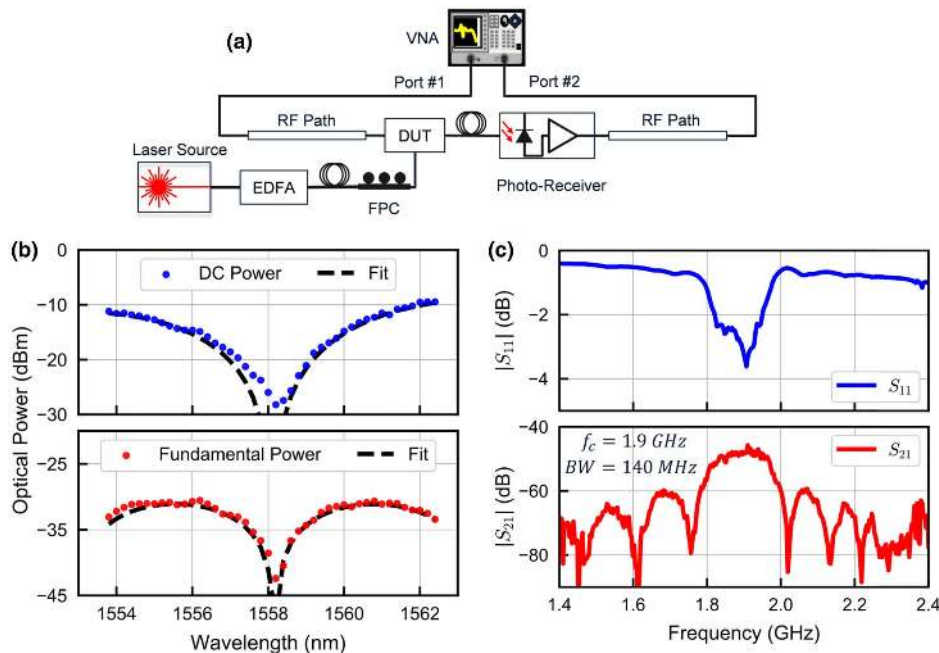 (a)
VNA
Port #1
Port #2
RF Path
DUT
RF Path
Laser Source
EDFA
FPC
Photo-Receiver
(b)
0
−10
−20
−30
DC Power
Fit
−25
−35
−45
Fundamental Power
Fit
Optical Power (dBm)
1554
1556
1558
1560
1562
Wavelength (nm)
(c)
0
−2
−4
−6
|S11| (dB)
S11
−40
−60
−80
|S21| (dB)
fc = 1.9 GHz
BW = 140 MHz
S21
1.4
1.6
1.8
2.0
2.2
2.4
Frequency (GHz)